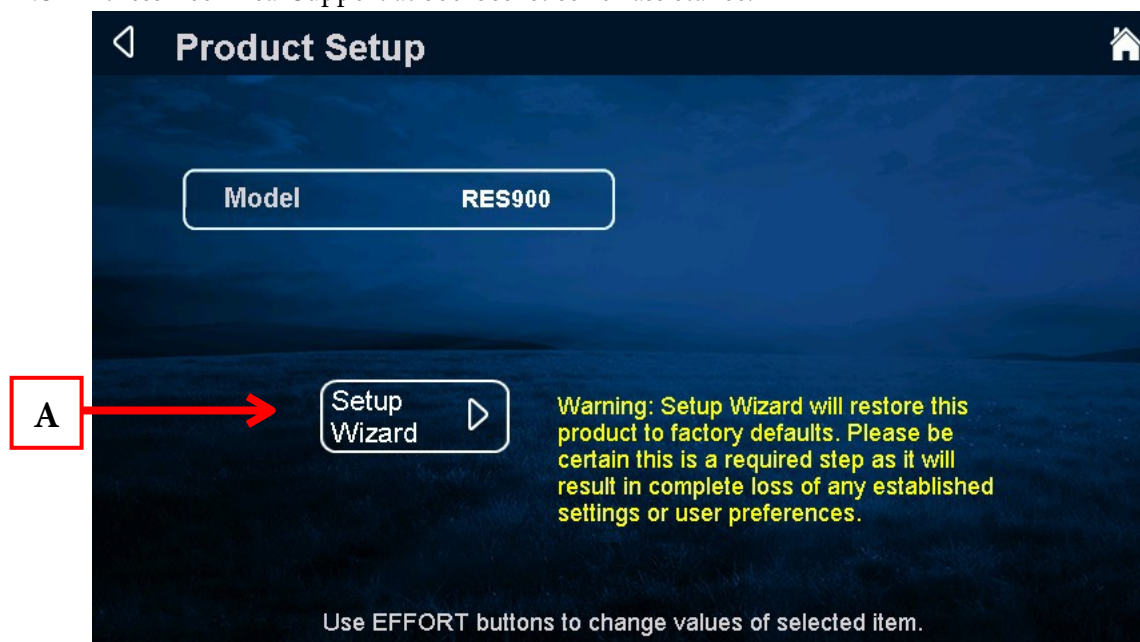 Product Setup
Model RES900
A
Setup
Wizard
Warning: Setup Wizard will restore this
product to factory defaults. Please be
certain this is a required step as it will
result in complete loss of any established
settings or user preferences.
Use EFFORT buttons to change values of selected item.